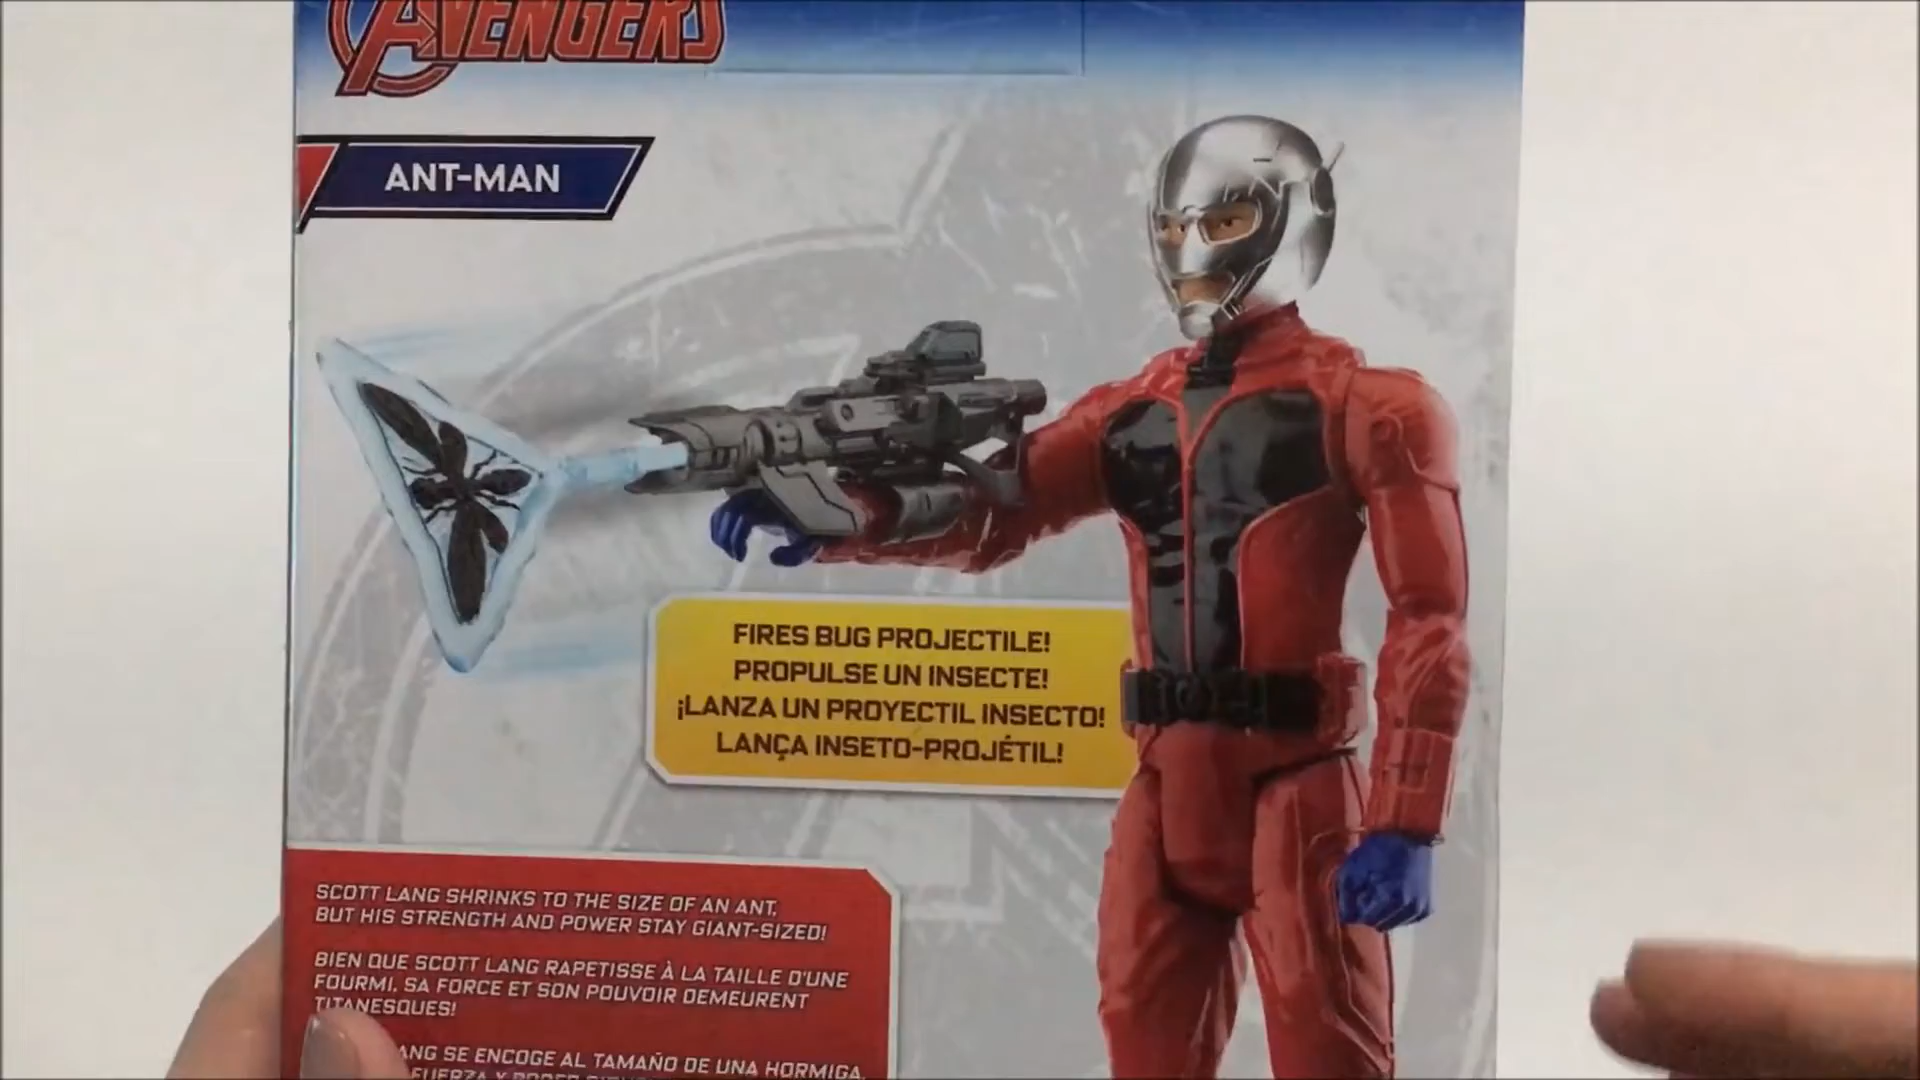 AVENGERS
ANT-MAN
FIRES BUG PROJECTILE!
PROPULSE UN INSECTE!
¡LANZA UN PROYECTIL INSECTO!
LANÇA INSETO-PROJÉTIL!
SCOTT LANG SHRINKS TO THE SIZE OF AN ANT,
BUT HIS STRENGTH AND POWER STAY GIANT-SIZED!
BIEN QUE SCOTT LANG RAPETISSE À LA TAILLE D'UNE
FOURMI, SA FORCE ET SON POUVOIR DEMEURENT
TITANESQUES!
SE ENCOGE AL TAMAÑO DE UNA HORMIGA,
FUERZA Y PODER